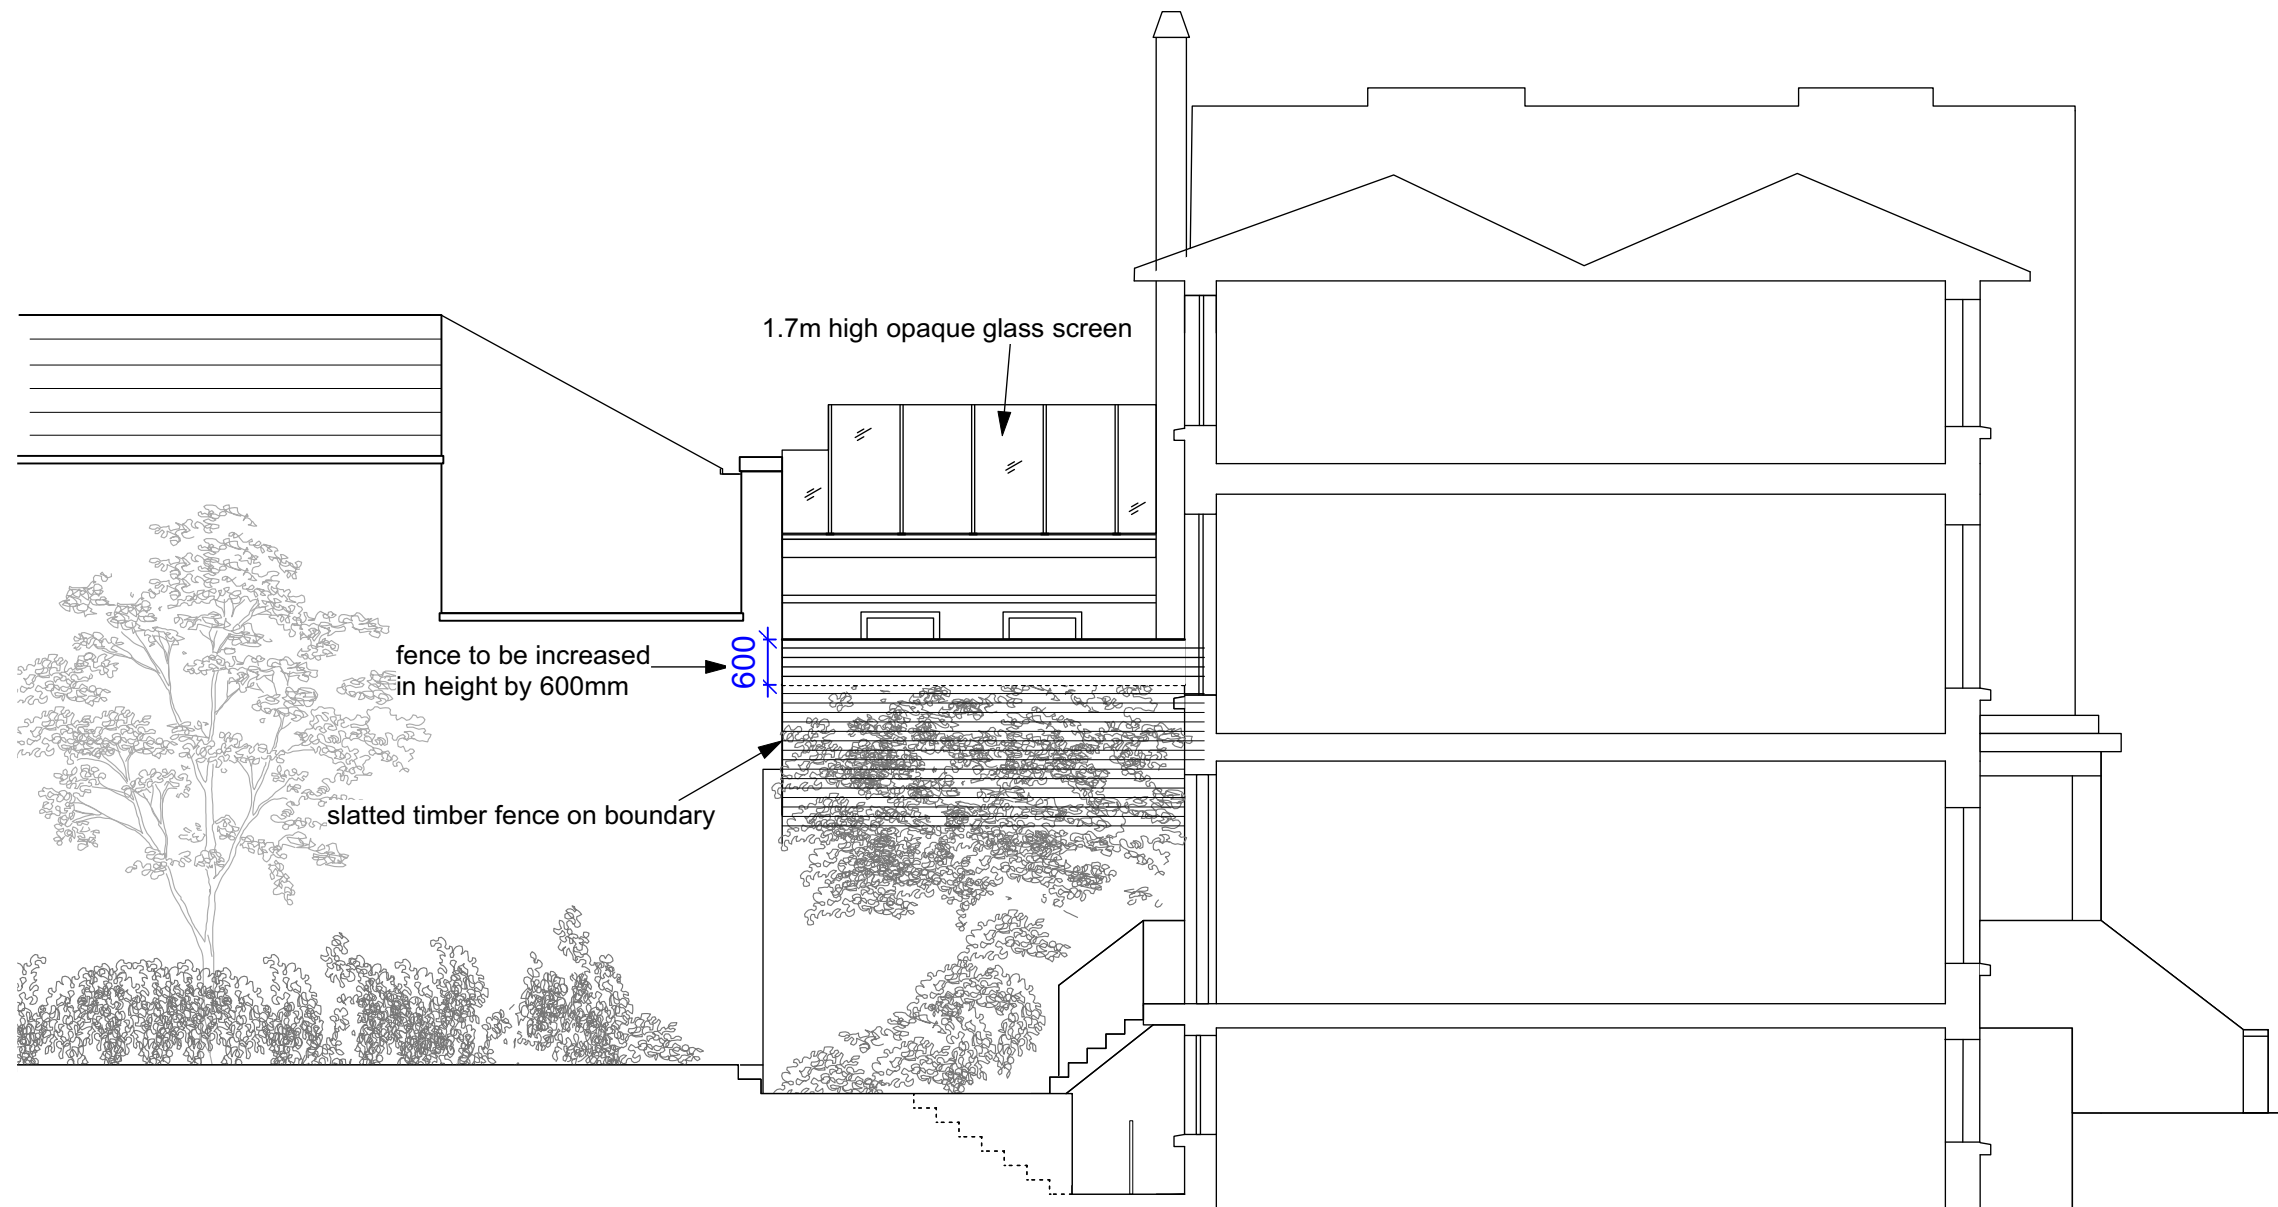 1.7m high opaque glass screen
fence to be increased
in height by 600mm
600
slatted timber fence on boundary